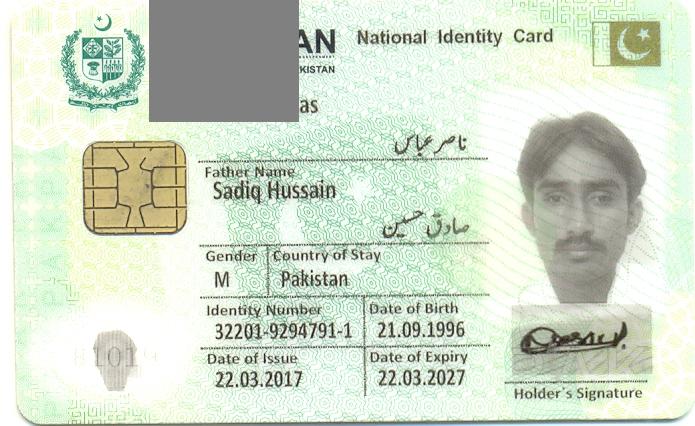 AN National Identity Card
KISTAN
as
ناصر عباس
Father Name
Sadiq Hussain
صادق حسین
Gender Country of Stay
M Pakistan
Identity Number Date of Birth
32201-9294791-1 21.09.1996
Date of Issue Date of Expiry
22.03.2017 22.03.2027
Holder's Signature